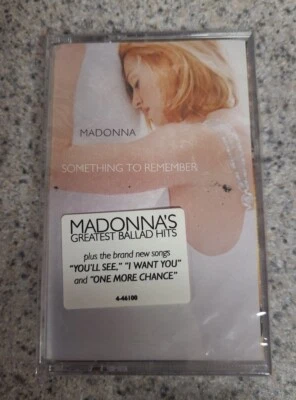 MADONNA
SOMETHING TO REMEMBER
MADONNA'S
GREATEST BALLAD HITS
plus the brand new songs
"YOU'LL SEE," "I WANT YOU"
and "ONE MORE CHANCE"
4-46100